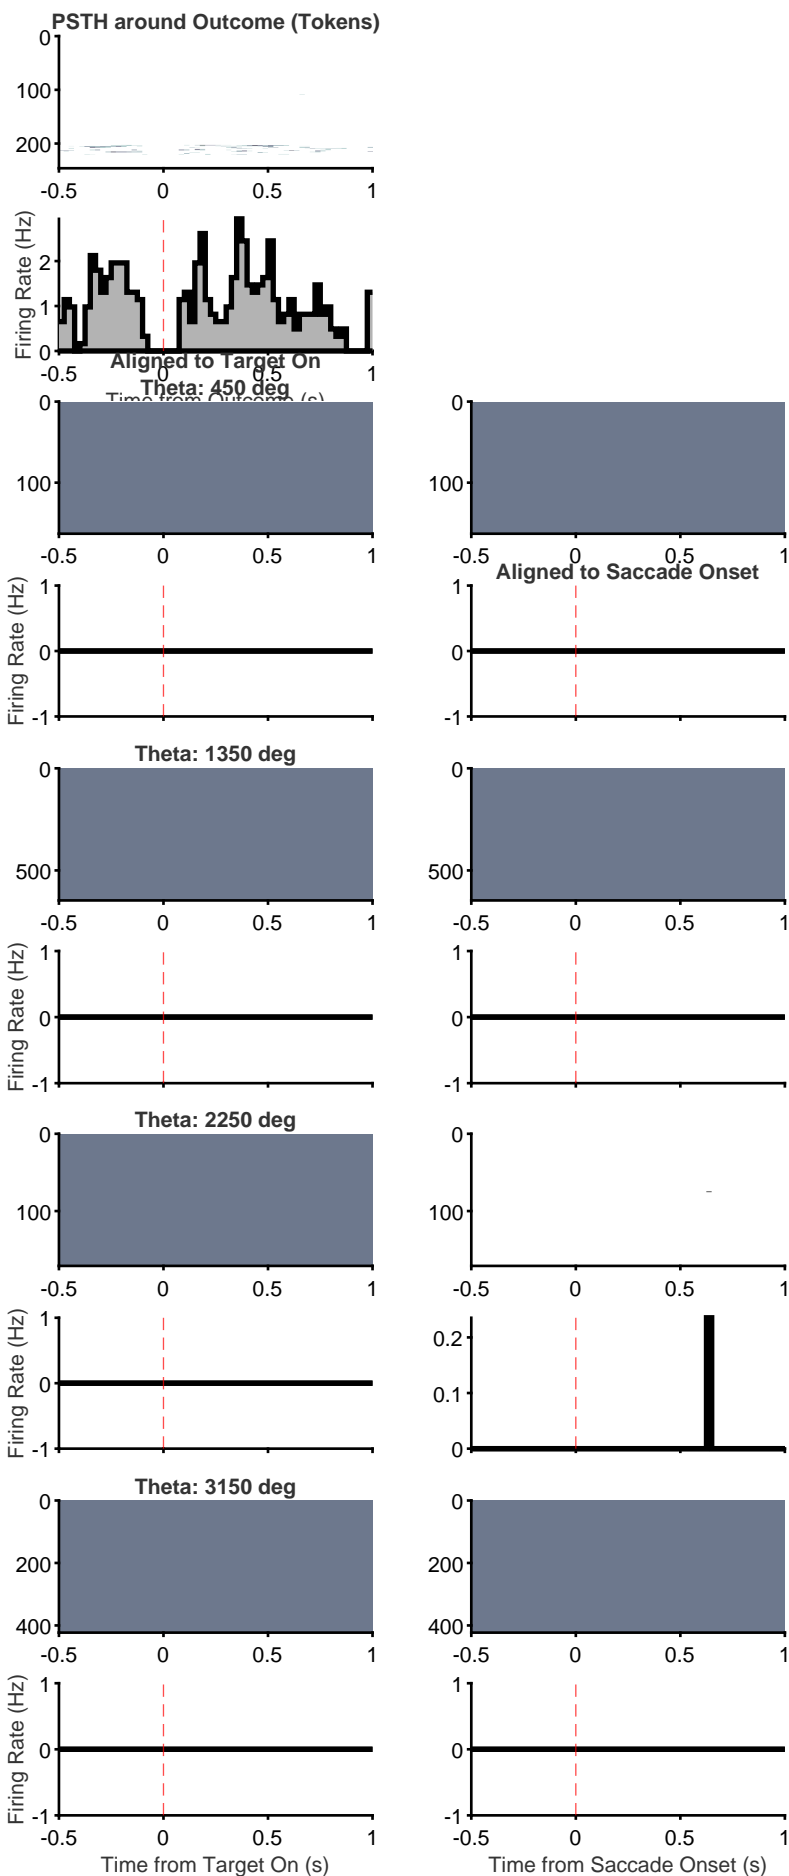 PSTH around Outcome (Tokens)
0
100
200
-0.5 0 0.5 1
Firing Rate (Hz)
2
1
0
-0.5 0 0.5 1
Time from Outcome (s)
Aligned to Target On
Theta: 450 deg
0
100
-0.5 0 0.5 1
0
100
-0.5 0 0.5 1
Firing Rate (Hz)
1
0
-1
Aligned to Saccade Onset
1
0
-1
Theta: 1350 deg
0
500
-0.5 0 0.5 1
0
500
-0.5 0 0.5 1
Firing Rate (Hz)
1
0
-1
1
0
-1
Theta: 2250 deg
0
100
-0.5 0 0.5 1
0
100
-0.5 0 0.5 1
Firing Rate (Hz)
1
0
-1
0.2
0.1
0
Theta: 3150 deg
0
200
400
-0.5 0 0.5 1
0
200
400
-0.5 0 0.5 1
Firing Rate (Hz)
1
0
-1
-0.5 0 0.5 1
Time from Target On (s)
1
0
-1
-0.5 0 0.5 1
Time from Saccade Onset (s)